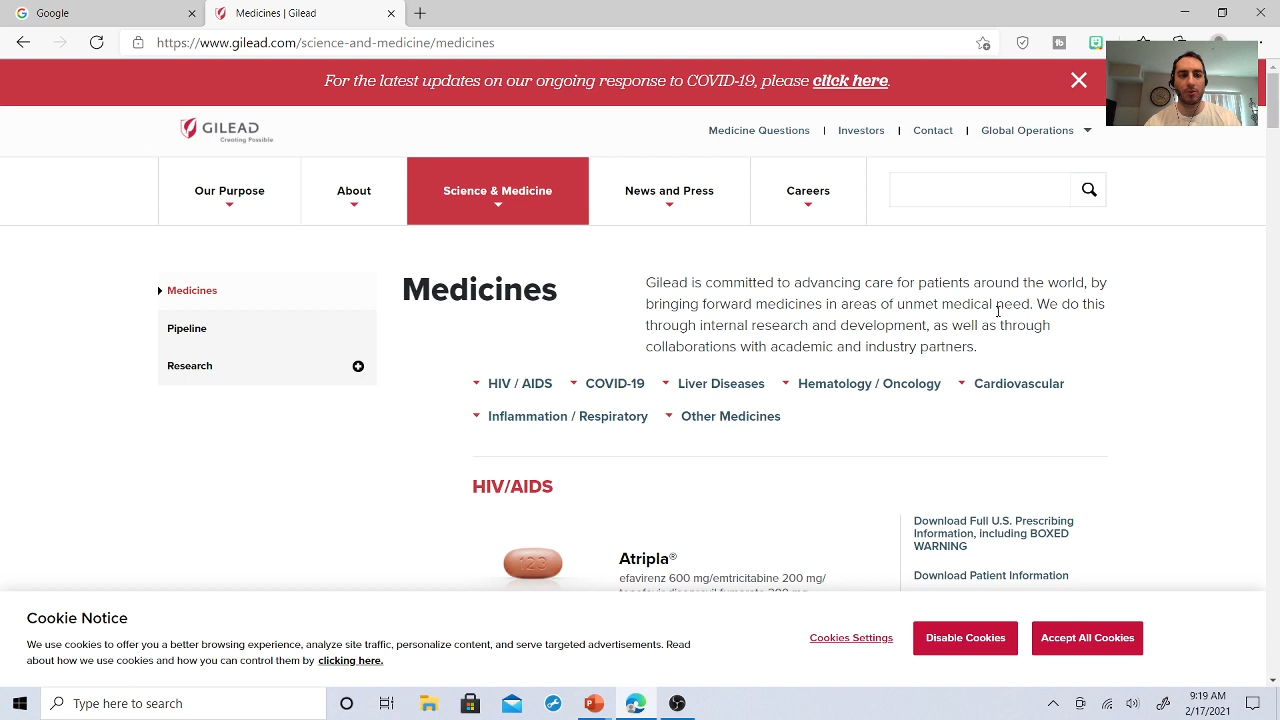 Google
Medicines
https://www.gilead.com/science-and-medicine/medicines
For the latest updates on our ongoing response to COVID-19, please click here.
GILEAD
Creating Possible
Medicine Questions
Investors
Contact
Global Operations
Our Purpose
About
Science & Medicine
News and Press
Careers
Medicines
Pipeline
Research
Medicines
Gilead is committed to advancing care for patients around the world, by
bringing forward medicines in areas of unmet medical need. We do this
through internal research and development, as well as through
collaborations with academic and industry partners.
HIV / AIDS
COVID-19
Liver Diseases
Hematology / Oncology
Cardiovascular
Inflammation / Respiratory
Other Medicines
HIV/AIDS
123
Atripla®
efavirenz 600 mg/emtricitabine 200 mg/
Download Full U.S. Prescribing
Information, including BOXED
WARNING
Download Patient Information
Cookie Notice
We use cookies to offer you a better browsing experience, analyze site traffic, personalize content, and serve targeted advertisements. Read
about how we use cookies and how you can control them by clicking here.
Cookies Settings
Disable Cookies
Accept All Cookies
Type here to search
9:19 AM
2/17/2021